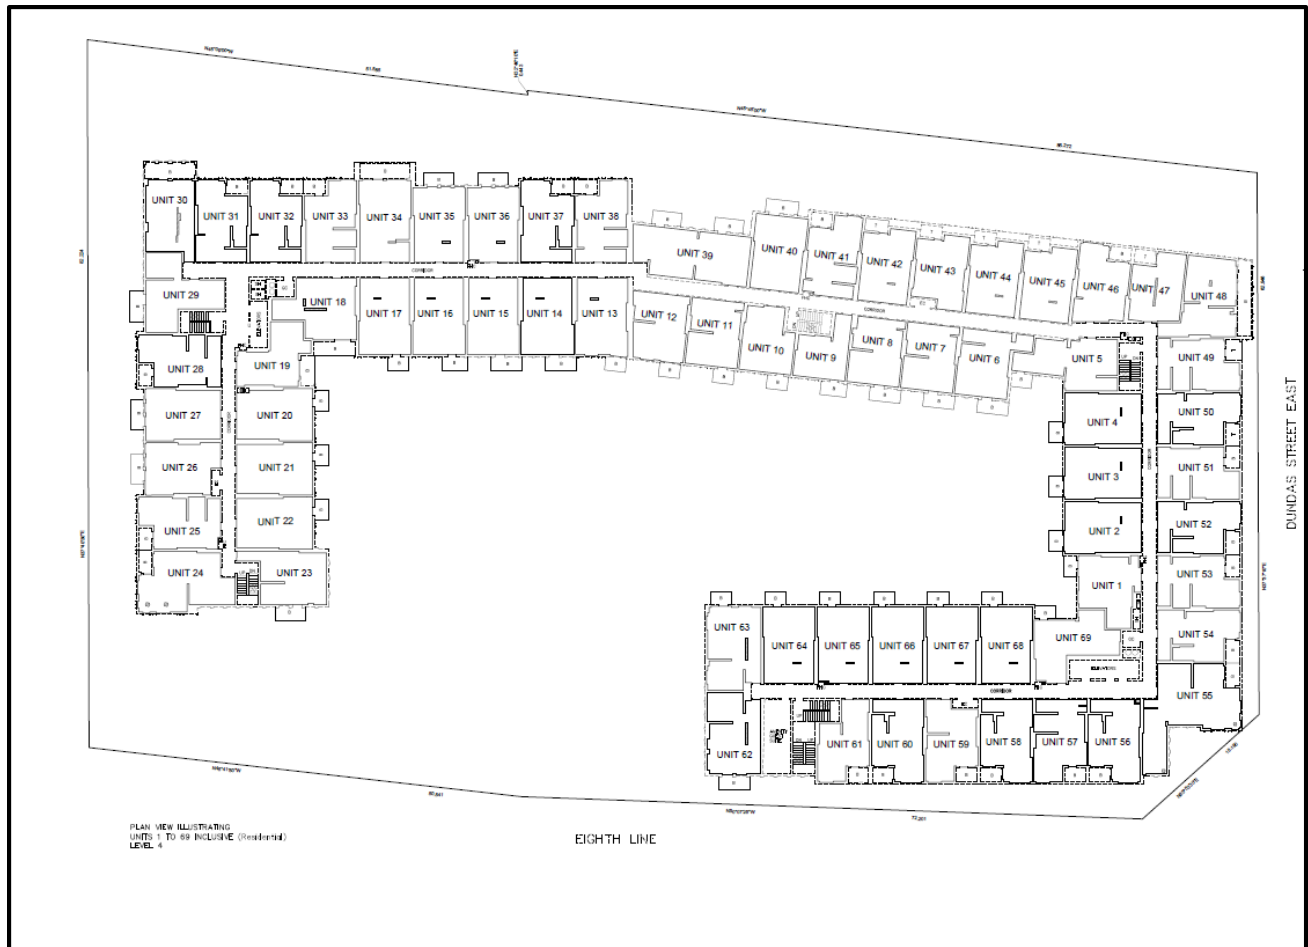 UNIT 30
UNIT 31
UNIT 32
UNIT 33
UNIT 34
UNIT 35
UNIT 36
UNIT 37
UNIT 38
UNIT 39
UNIT 40
UNIT 41
UNIT 42
UNIT 43
UNIT 44
UNIT 45
UNIT 46
UNIT 47
UNIT 48
CORRIDOR
UNIT 29
UNIT 18
UNIT 17
UNIT 16
UNIT 15
UNIT 14
UNIT 13
UNIT 12
UNIT 11
UNIT 10
UNIT 9
UNIT 8
UNIT 7
UNIT 6
UNIT 5
CORRIDOR
UNIT 28
UNIT 19
UNIT 49
UNIT 27
UNIT 20
UNIT 4
UNIT 50
CORRIDOR
CORRIDOR
DUNDAS STREET EAST
UNIT 26
UNIT 21
UNIT 3
UNIT 51
UNIT 25
UNIT 22
UNIT 2
UNIT 52
UNIT 24
UNIT 23
UNIT 1
UNIT 53
UNIT 63
UNIT 64
UNIT 65
UNIT 66
UNIT 67
UNIT 68
UNIT 69
UNIT 54
ELEVATORS
CORRIDOR
UNIT 55
UNIT 62
UNIT 61
UNIT 60
UNIT 59
UNIT 58
UNIT 57
UNIT 56
PLAN VIEW ILLUSTRATING
UNITS 1 TO 69 INCLUSIVE (Residential)
LEVEL 4
EIGHTH LINE